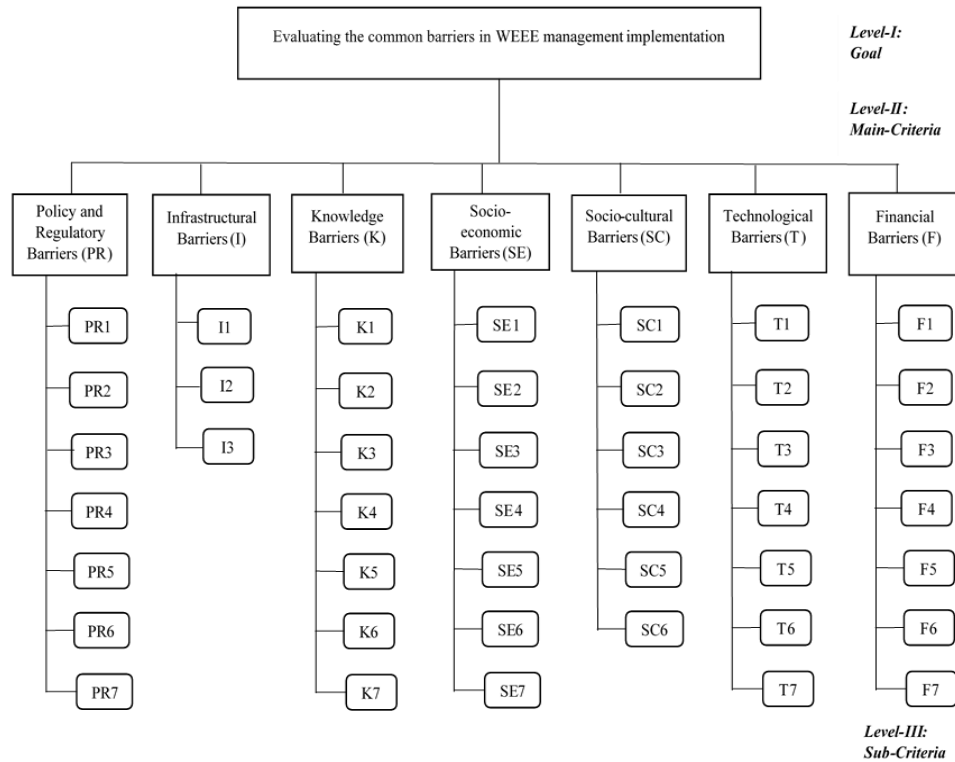 Evaluating the common barriers in WEEE management implementation
Level-I:
Goal
Level-II:
Main-Criteria
Policy and
Regulatory
Barriers (PR)
Infrastructural
Barriers (I)
Knowledge
Barriers (K)
Socio-
economic
Barriers (SE)
Socio-cultural
Barriers (SC)
Technological
Barriers (T)
Financial
Barriers (F)
PR1
PR2
PR3
PR4
PR5
PR6
PR7
I1
I2
I3
K1
K2
K3
K4
K5
K6
K7
SE1
SE2
SE3
SE4
SE5
SE6
SE7
SC1
SC2
SC3
SC4
SC5
SC6
T1
T2
T3
T4
T5
T6
T7
F1
F2
F3
F4
F5
F6
F7
Level-III:
Sub-Criteria